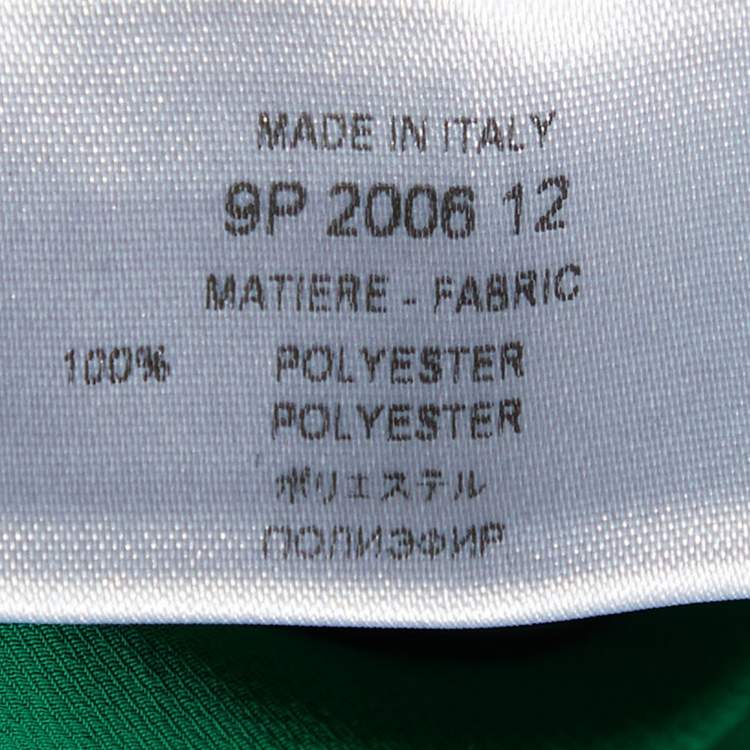 MADE IN ITALY
9P 2006 12
MATIERE - FABRIC
100% POLYESTER
POLYESTER
ポリエステル
ПОЛИЭФИР